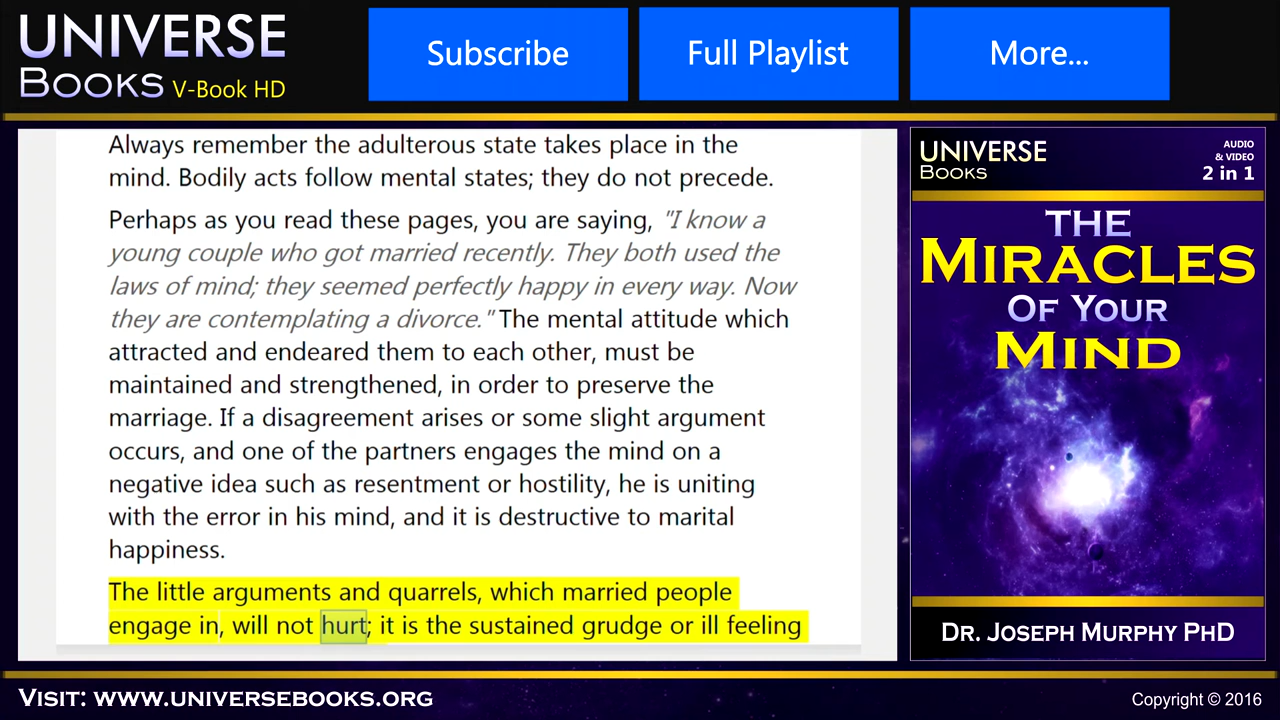 UNIVERSE
BOOKS V-Book HD
Subscribe
Full Playlist
More...
Always remember the adulterous state takes place in the
mind. Bodily acts follow mental states; they do not precede.
Perhaps as you read these pages, you are saying, "I know a
young couple who got married recently. They both used the
laws of mind; they seemed perfectly happy in every way. Now
they are contemplating a divorce." The mental attitude which
attracted and endeared them to each other, must be
maintained and strengthened, in order to preserve the
marriage. If a disagreement arises or some slight argument
occurs, and one of the partners engages the mind on a
negative idea such as resentment or hostility, he is uniting
with the error in his mind, and it is destructive to marital
happiness.
The little arguments and quarrels, which married people
engage in, will not hurt; it is the sustained grudge or ill feeling
UNIVERSE
BOOKS
AUDIO
& VIDEO
2 in 1
THE
MIRACLES
OF YOUR
MIND
DR. JOSEPH MURPHY PHD
VISIT: WWW.UNIVERSEBOOKS.ORG
Copyright © 2016